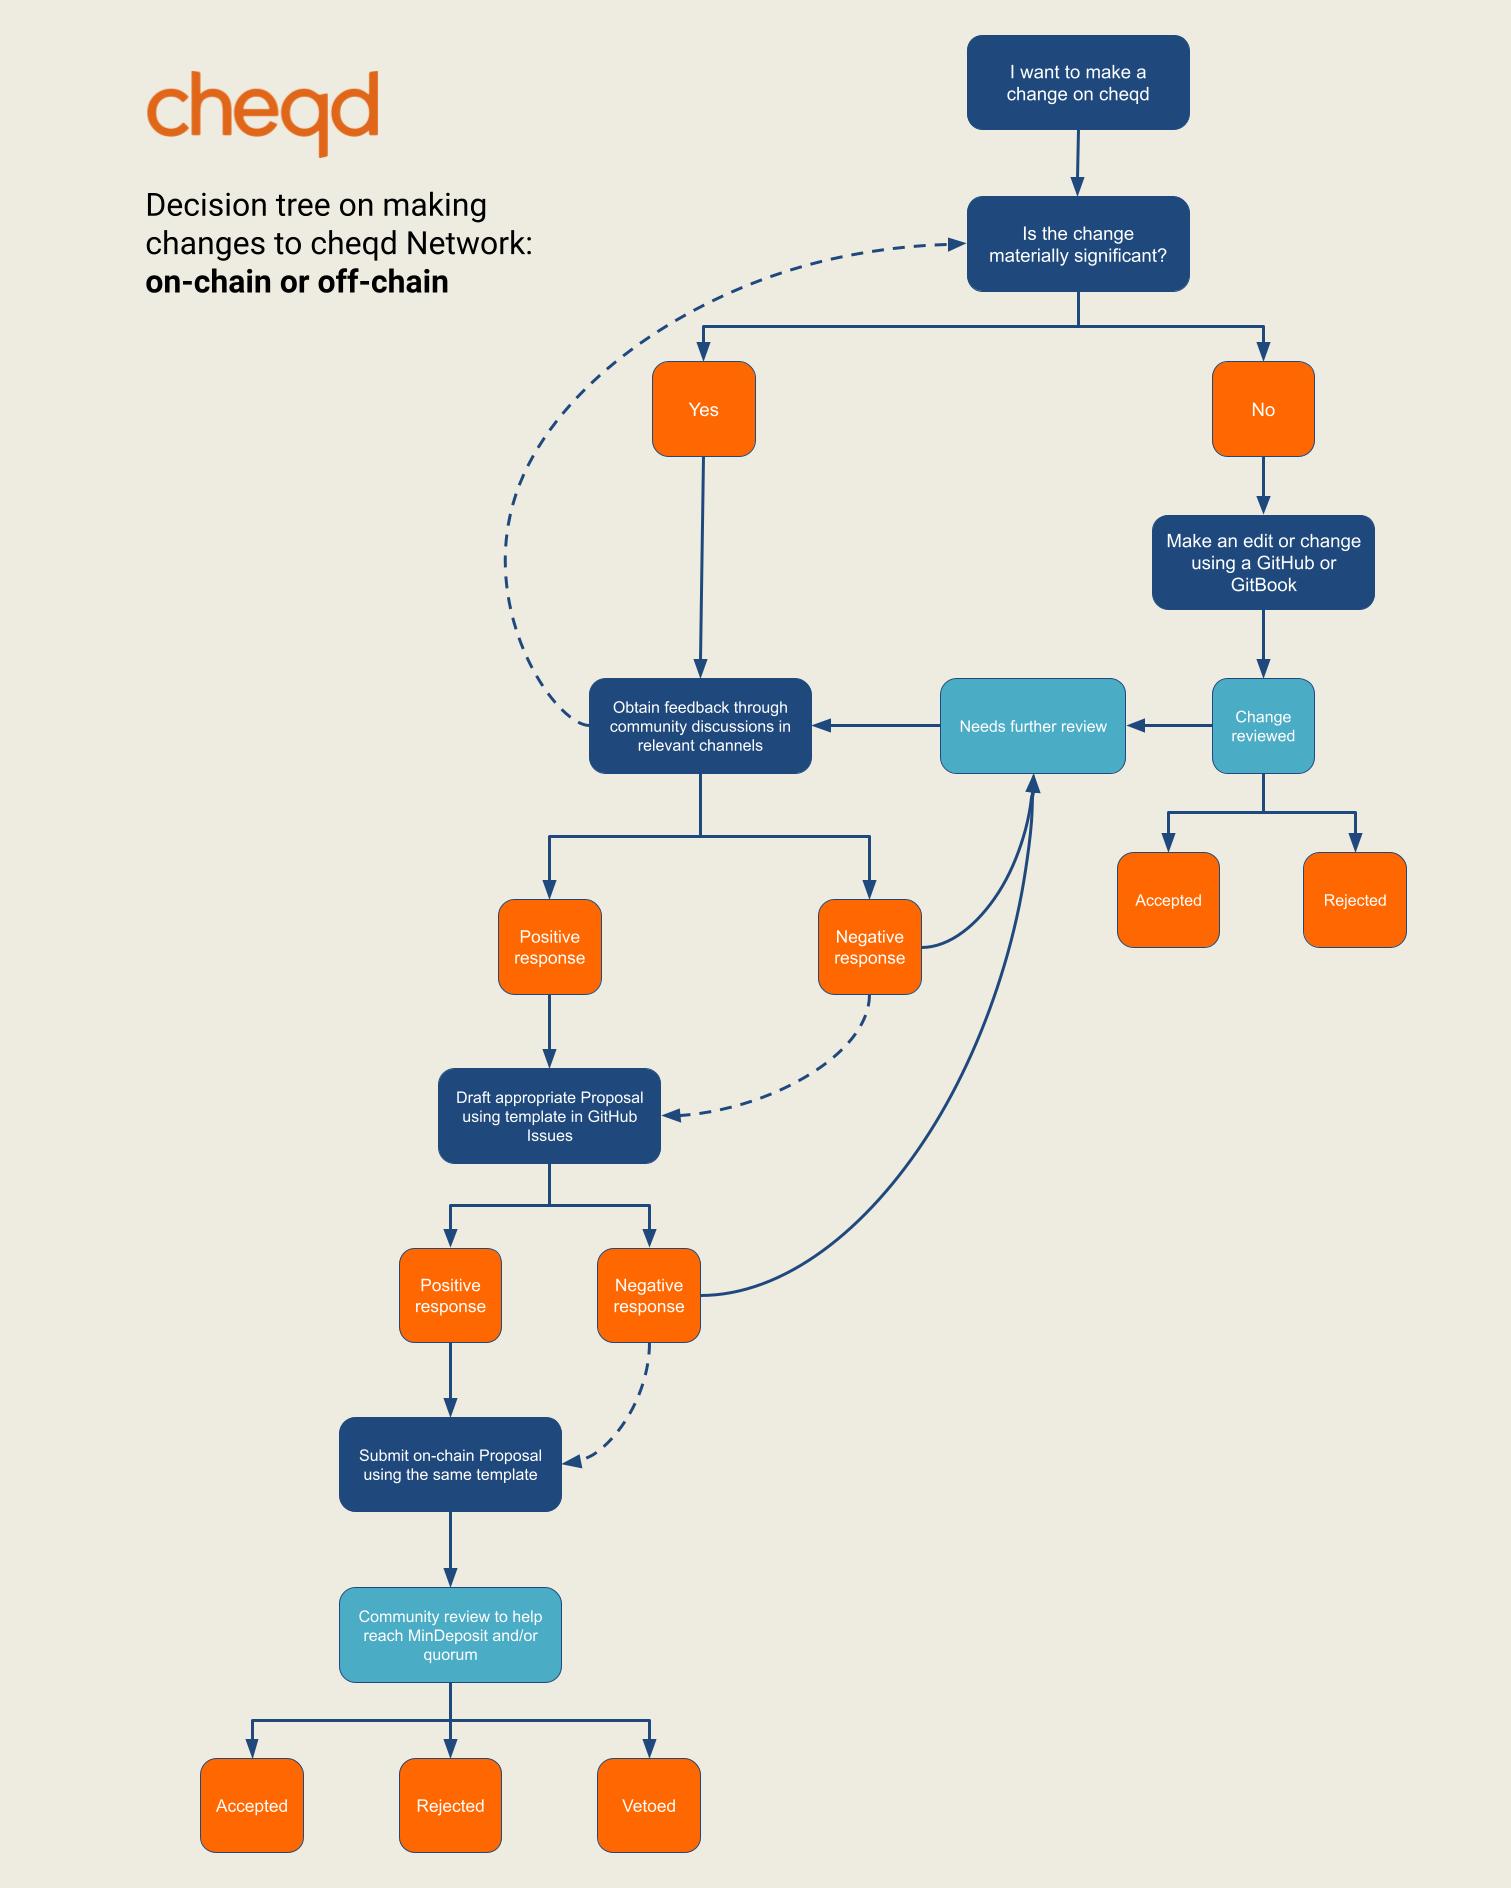 cheqd
Decision tree on making
changes to cheqd Network:
on-chain or off-chain
I want to make a
change on cheqd
Is the change
materially significant?
Yes
No
Make an edit or change
using a GitHub or
GitBook
Obtain feedback through
community discussions in
relevant channels
Needs further review
Change
reviewed
Accepted
Rejected
Positive
response
Negative
response
Draft appropriate Proposal
using template in GitHub
Issues
Positive
response
Negative
response
Submit on-chain Proposal
using the same template
Community review to help
reach MinDeposit and/or
quorum
Accepted
Rejected
Vetoed